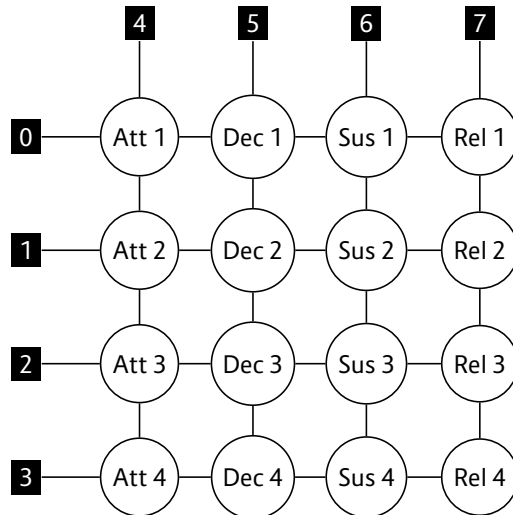 4 5 6 7
0 Att 1 Dec 1 Sus 1 Rel 1
1 Att 2 Dec 2 Sus 2 Rel 2
2 Att 3 Dec 3 Sus 3 Rel 3
3 Att 4 Dec 4 Sus 4 Rel 4